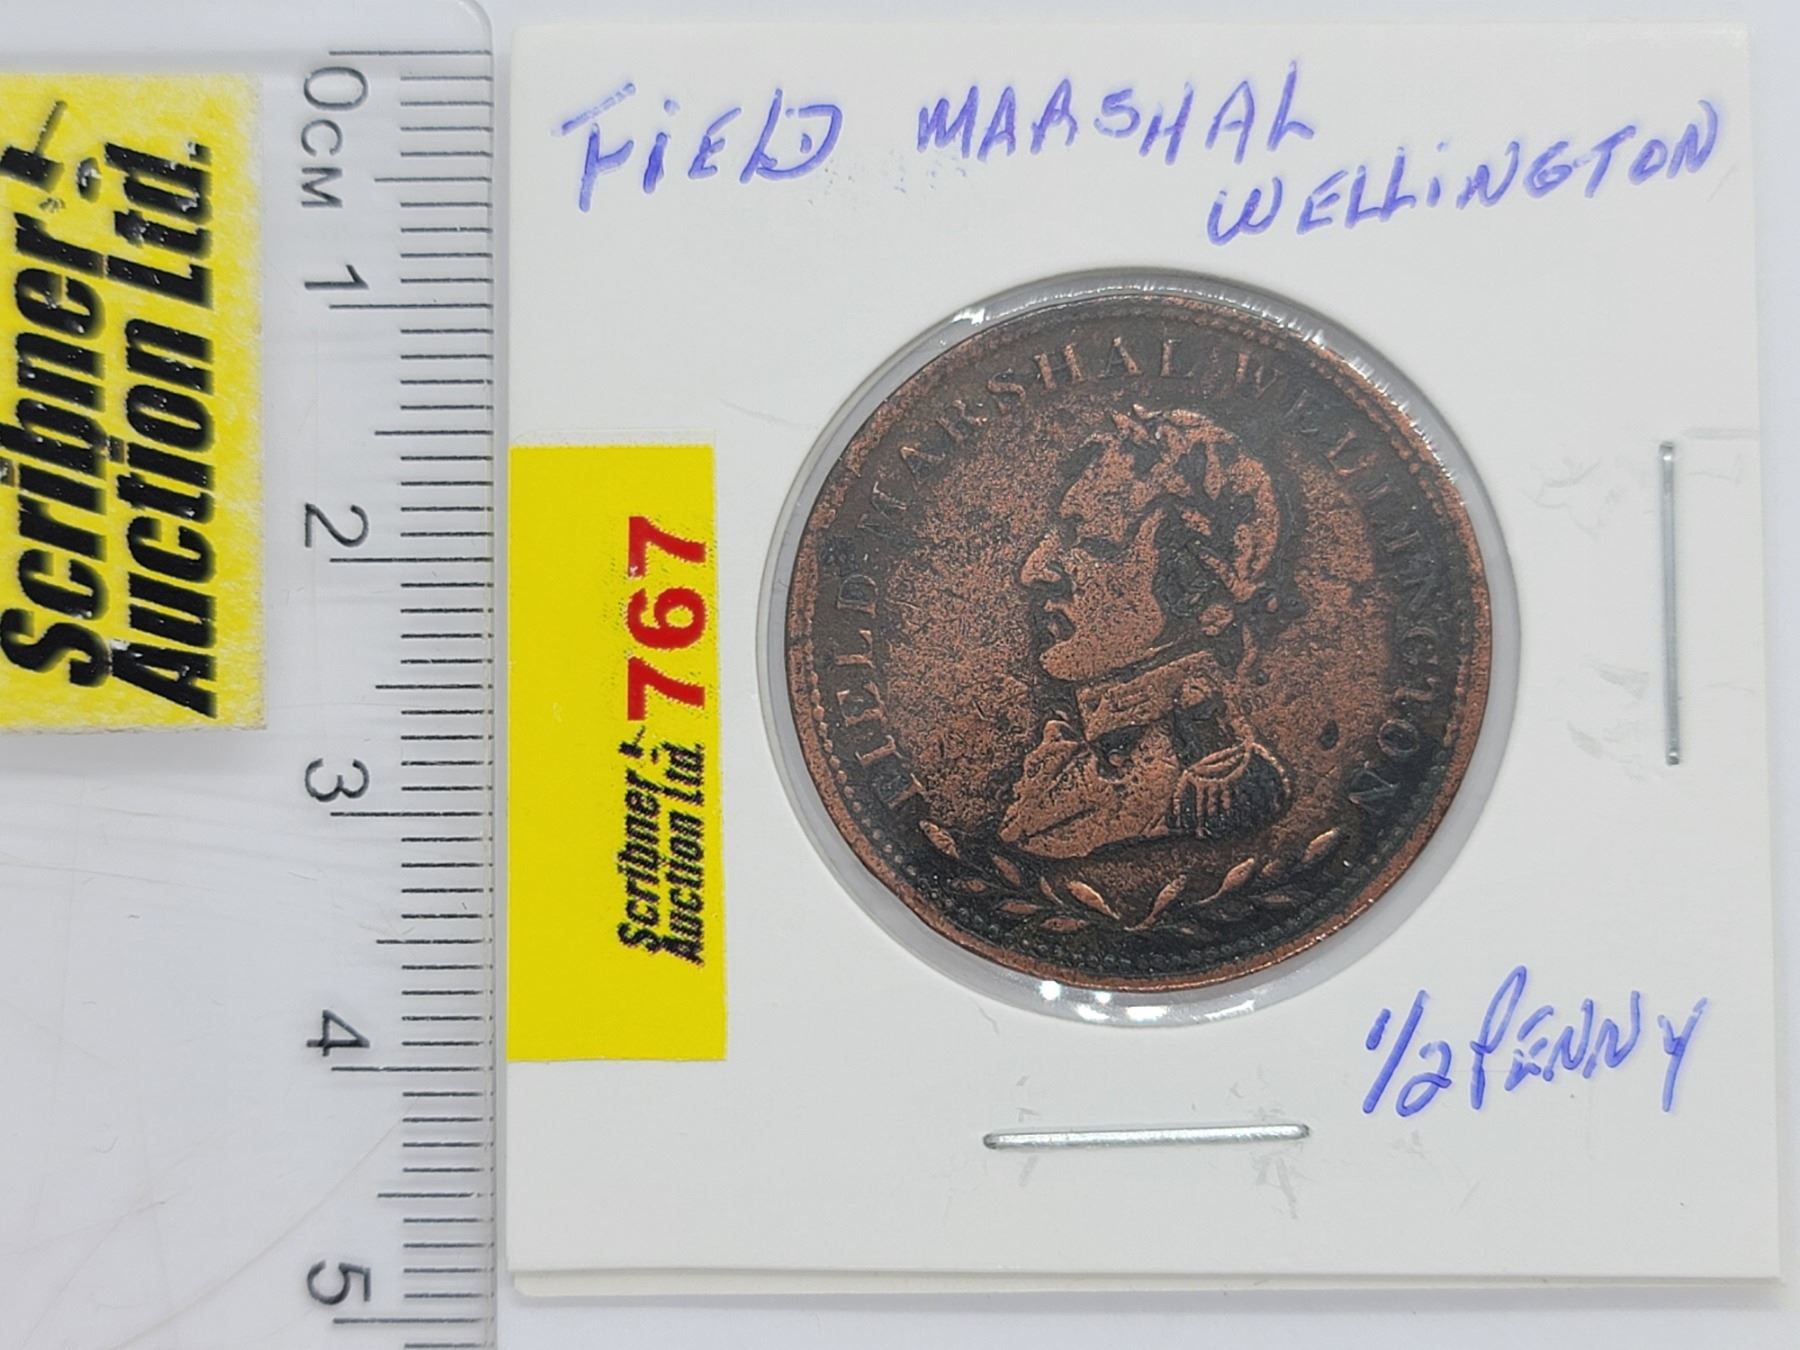 FIELD MARSHAL
WELLINGTON
FIELD MARSHAL WELLINGTON
1/2 PENNY
767
Scribner
Auction Ltd.
Scribner
Auction Ltd.
0CM
1
2
3
4
5